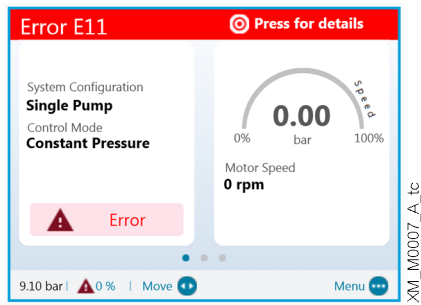 Error E11
Press for details
System Configuration
Single Pump
Control Mode
Constant Pressure
Error
Speed
0.00
0%
bar
100%
Motor Speed
0 rpm
9.10 bar | 0 % | Move
Menu
XM_M0007_A_tc